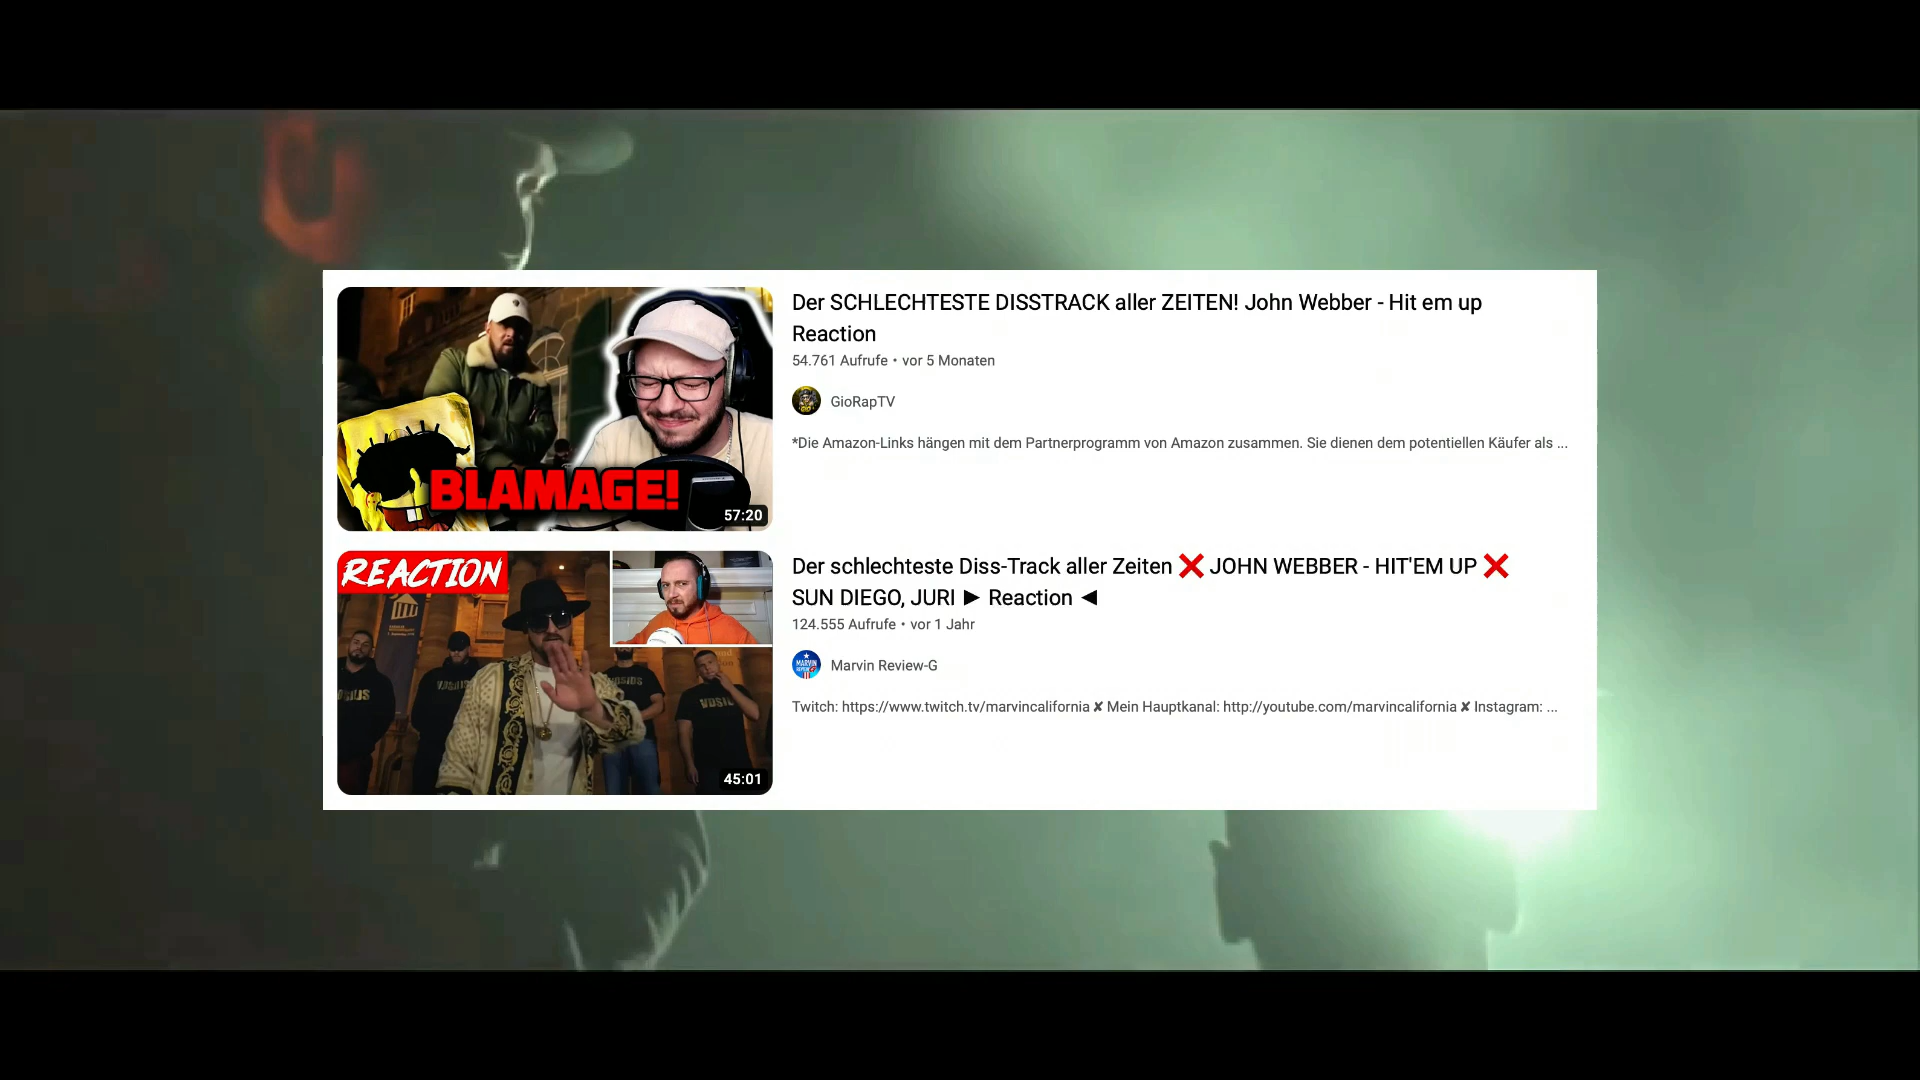 Der SCHLECHTESTE DISSTRACK aller ZEITEN! John Webber - Hit em up
Reaction
54.761 Aufrufe • vor 5 Monaten
GioRapTV
*Die Amazon-Links hängen mit dem Partnerprogramm von Amazon zusammen. Sie dienen dem potentiellen Käufer als ...
BLAMAGE!
57:20
REACTION
Der schlechteste Diss-Track aller Zeiten ❌ JOHN WEBBER - HIT'EM UP ❌
SUN DIEGO, JURI ► Reaction ◄
124.555 Aufrufe • vor 1 Jahr
Marvin Review-G
Twitch: https://www.twitch.tv/marvincalifornia ✘ Mein Hauptkanal: http://youtube.com/marvincalifornia ✘ Instagram: ...
45:01